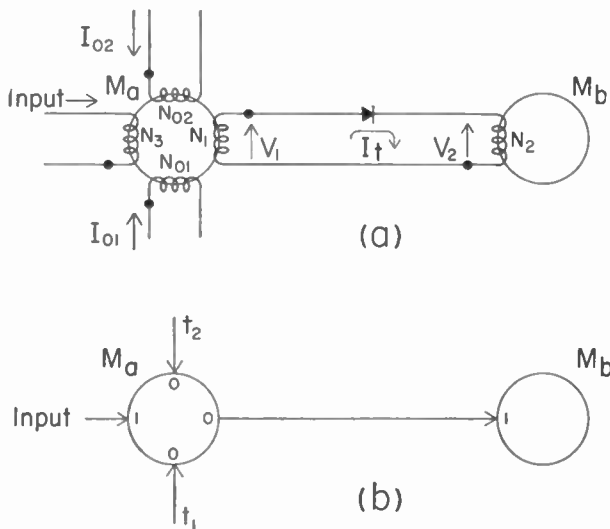 I02
Ma
Mb
Input
N02
N3
N1
N01
V1
It
V2
N2
I01
(a)
t2
Ma
Mb
Input
0
1
0
1
0
t1
(b)